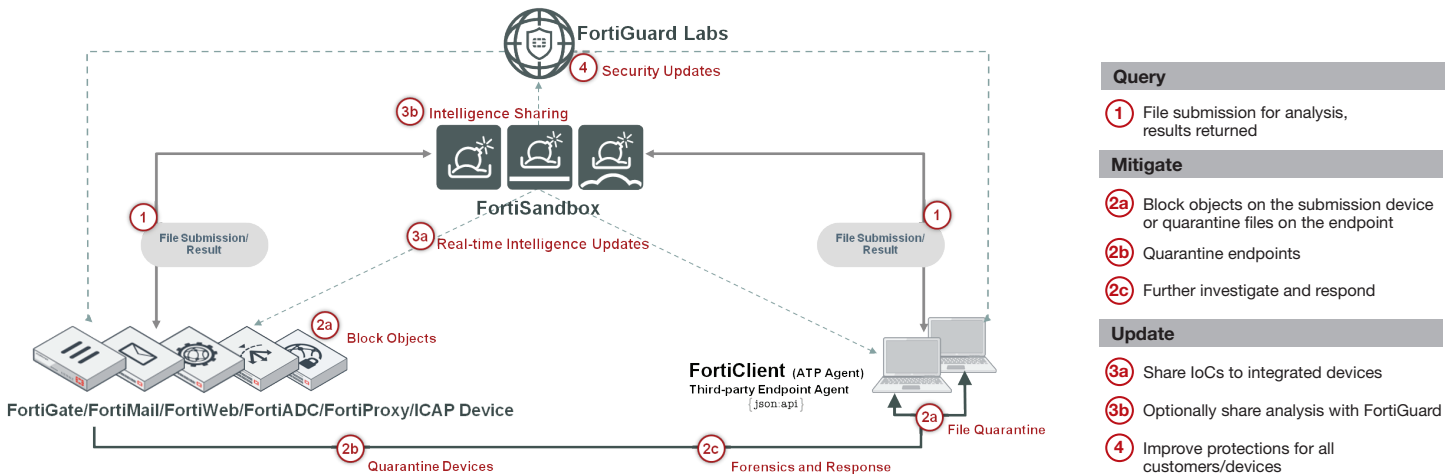 FortiGuard Labs
4 Security Updates
3b Intelligence Sharing
FortiSandbox
1
File Submission/
Result
3a Real-time Intelligence Updates
1
File Submission/
Result
2a Block Objects
FortiGate/FortiMail/FortiWeb/FortiADC/FortiProxy/ICAP Device
FortiClient (ATP Agent)
Third-party Endpoint Agent
{json:api}
2a File Quarantine
2b Quarantine Devices
2c Forensics and Response
Query
1 File submission for analysis,
results returned
Mitigate
2a Block objects on the submission device
or quarantine files on the endpoint
2b Quarantine endpoints
2c Further investigate and respond
Update
3a Share IoCs to integrated devices
3b Optionally share analysis with FortiGuard
4 Improve protections for all
customers/devices